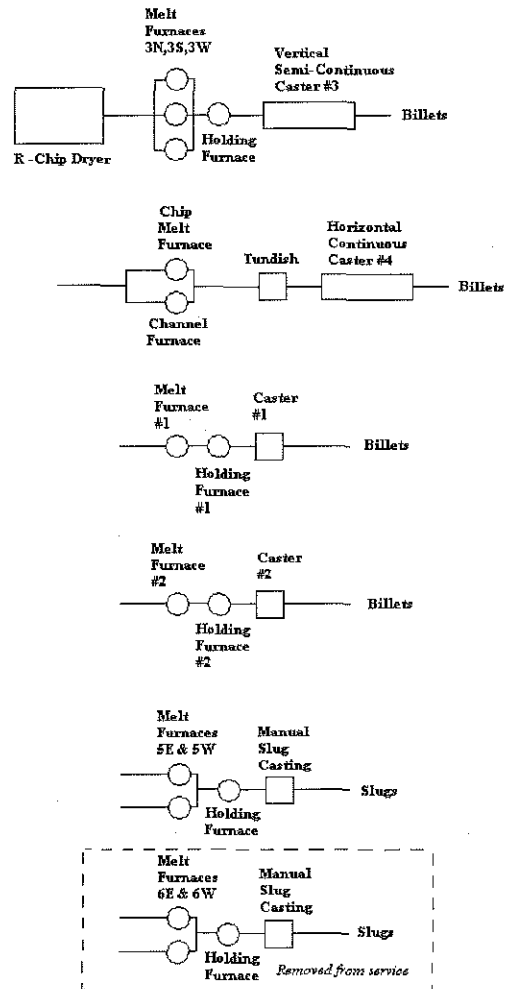 Melt
Furnaces
3N,3S,3W
Vertical
Semi-Continuous
Caster #3
Billets
Holding
Furnace
R -Chip Dryer
Chip
Melt
Furnace
Horizontal
Continuous
Caster #4
Tundish
Billets
Channel
Furnace
Melt
Furnace
#1
Caster
#1
Billets
Holding
Furnace
#1
Melt
Furnace
#2
Caster
#2
Billets
Holding
Furnace
#2
Melt
Furnaces
5E & 5W
Manual
Slug
Casting
Slugs
Holding
Furnace
Melt
Furnaces
6E & 6W
Manual
Slug
Casting
Slugs
Holding
Furnace
Removed from service